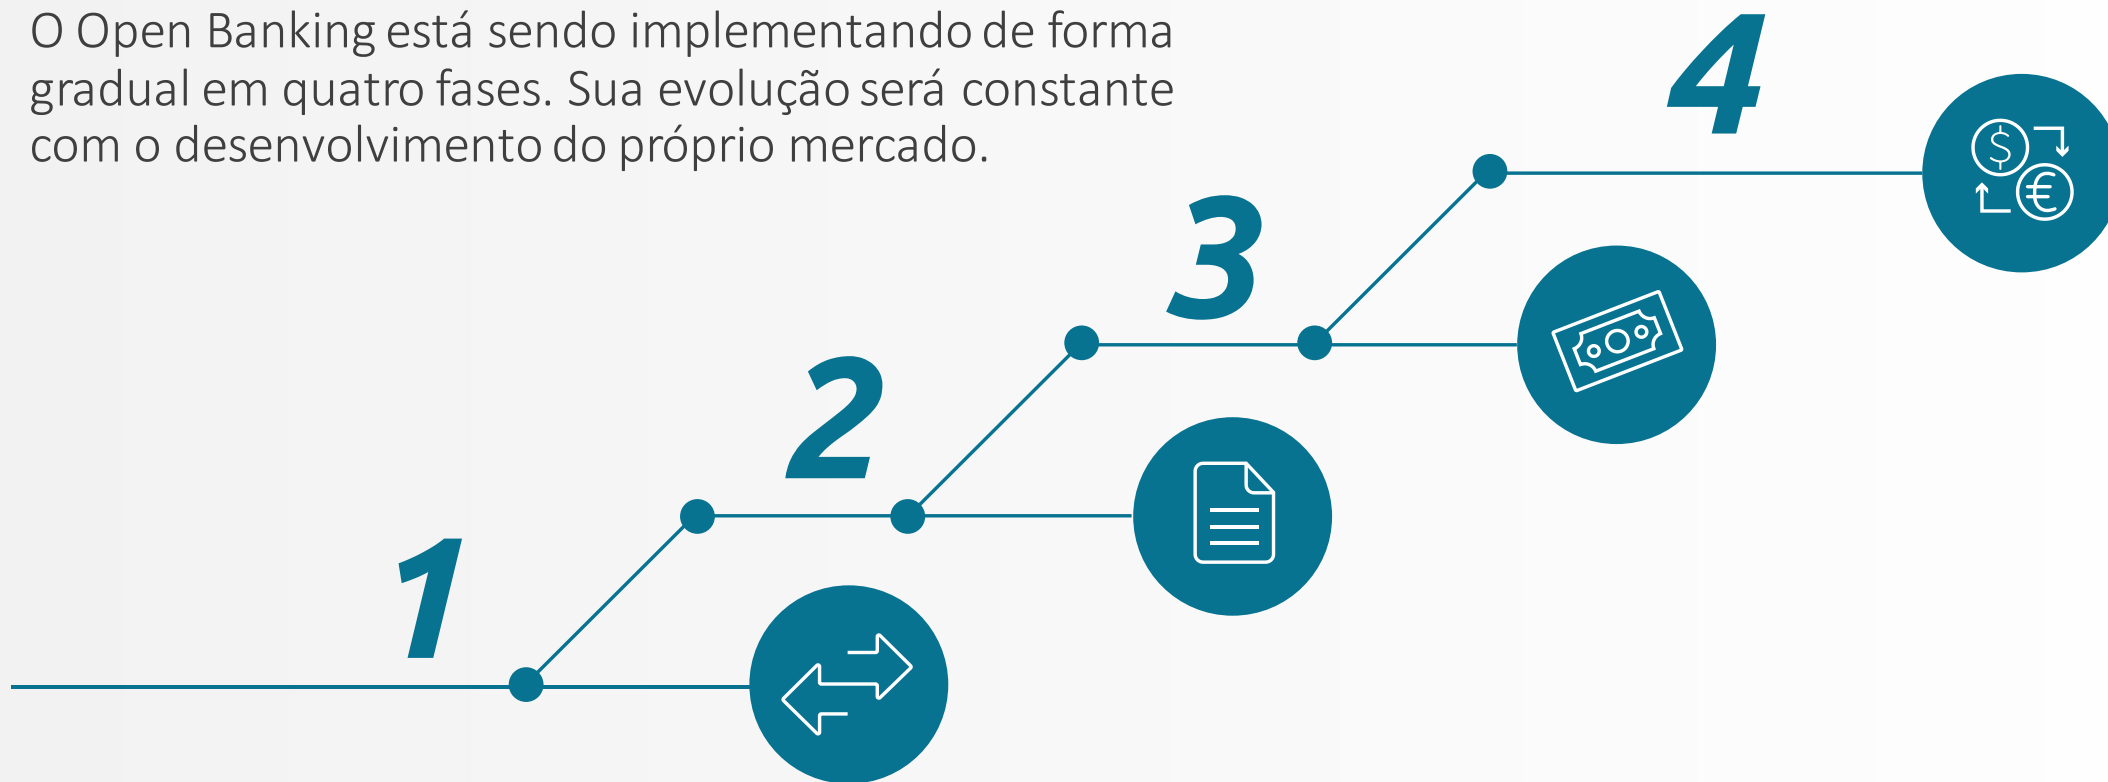 O Open Banking está sendo implementando de forma
gradual em quatro fases. Sua evolução será constante
com o desenvolvimento do próprio mercado.
4
3
2
1
$
€